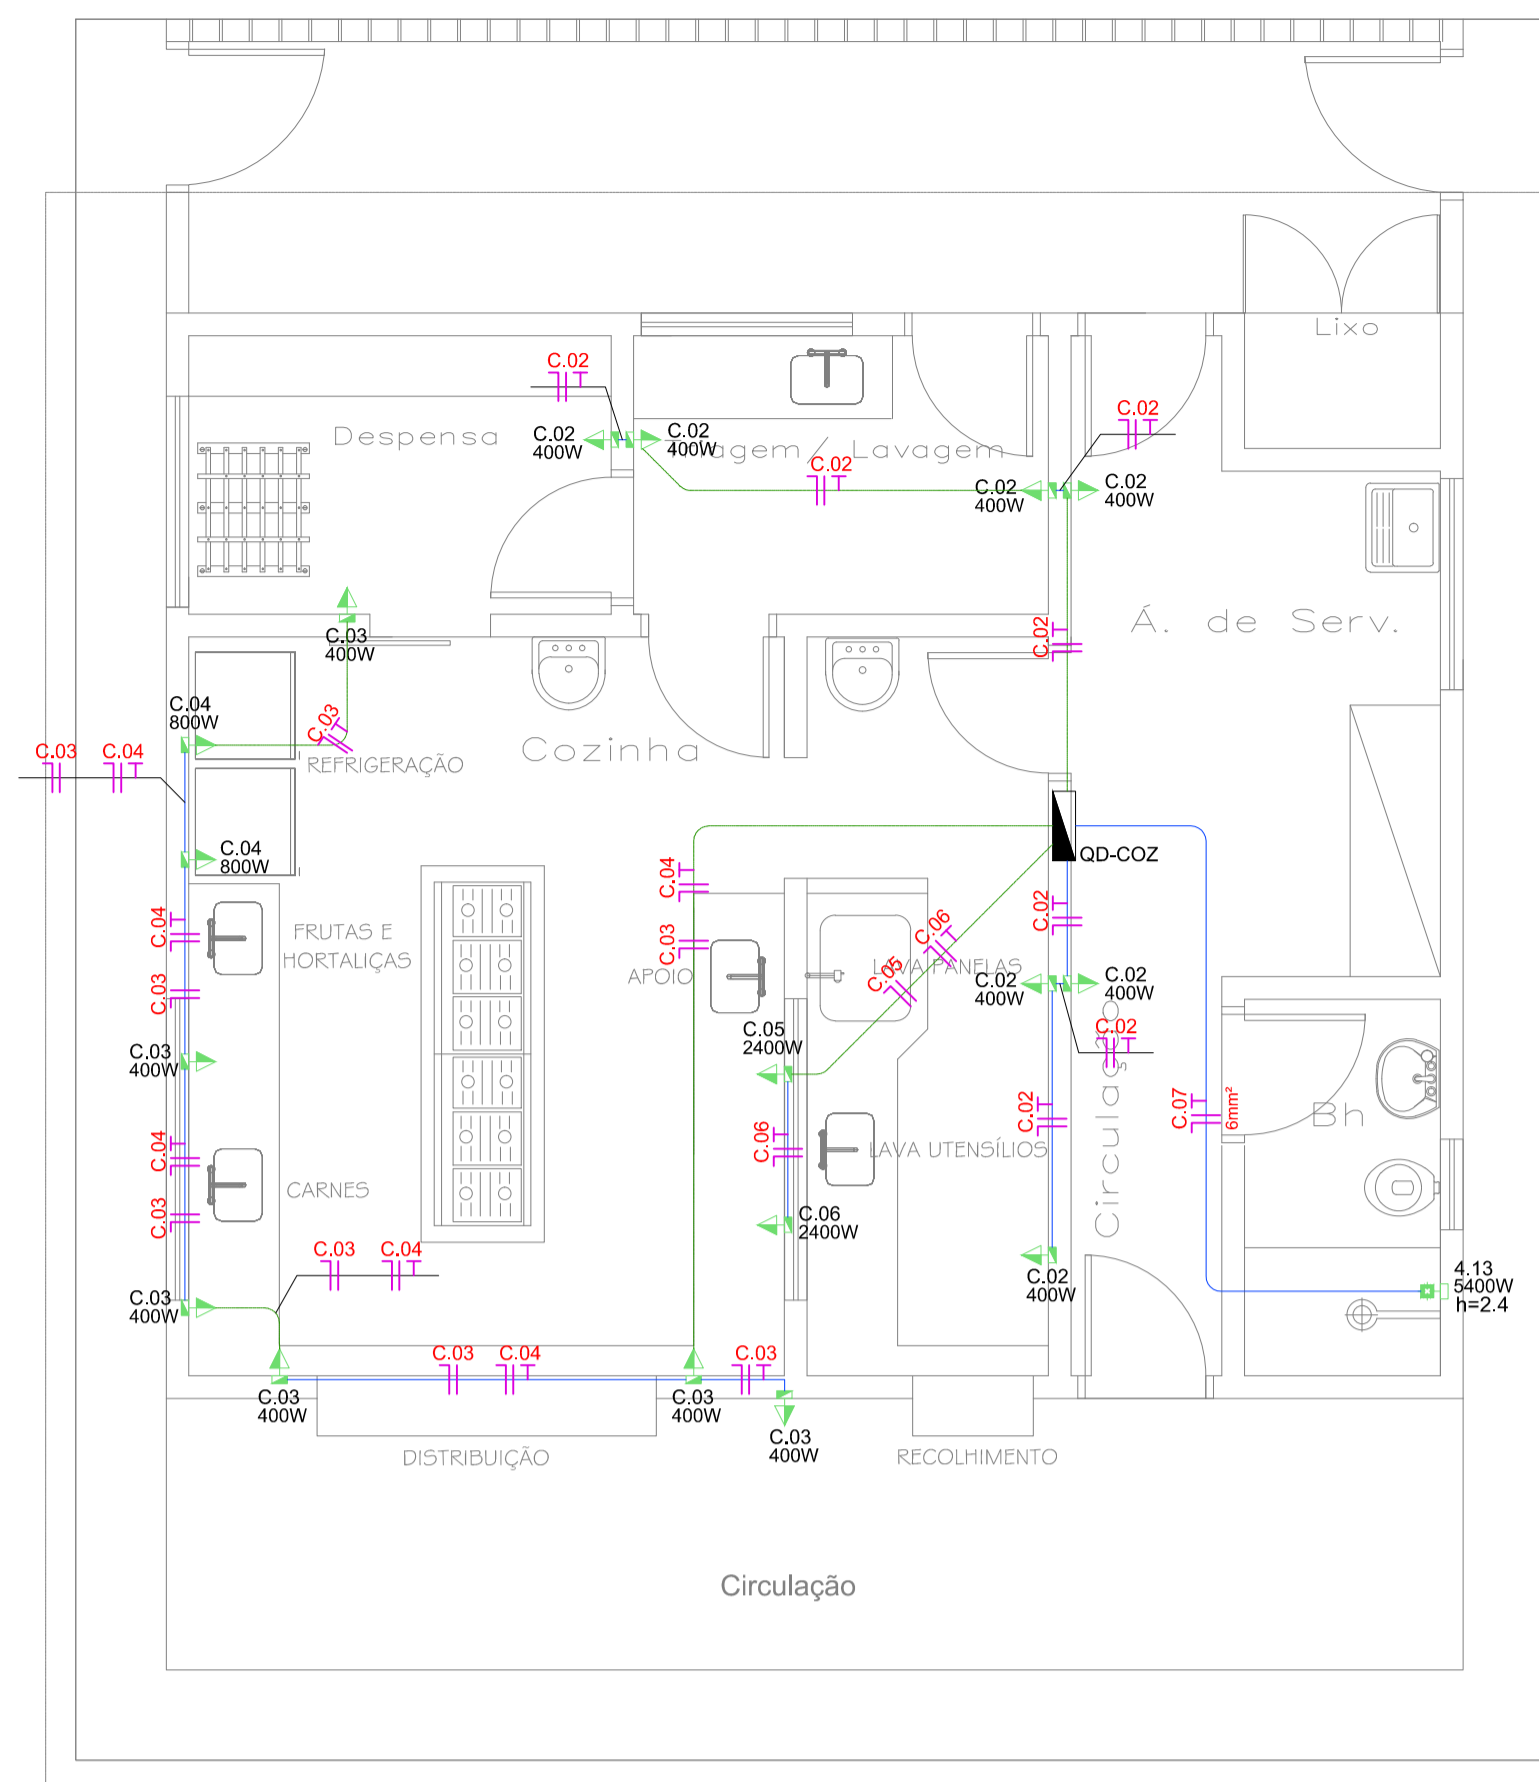 Lixo
C.02
C.02
Despensa
C.02
400W
C.02
400W
Triagem/ Lavagem
C.02
C.02
400W
C.02
400W
C.02
Á. de Serv.
C.03
400W
C.04
800W
C.03
C.03
C.04
REFRIGERAÇÃO
Cozinha
C.04
800W
QD-COZ
C.04
C.03
C.04
C.03
FRUTAS E
HORTALIÇAS
APOIO
LAVA PANELAS
C.06
C.05
C.02
C.02
400W
C.02
400W
C.02
C.05
2400W
C.03
400W
C.04
C.03
CARNES
C.06
LAVA UTENSÍLIOS
C.06
2400W
C.02
Circulação
C.07
6mm²
Bh
C.03
C.04
C.03
400W
C.02
400W
4.13
5400W
h=2.4
C.03
C.04
C.03
C.03
400W
C.03
400W
C.03
400W
DISTRIBUIÇÃO
RECOLHIMENTO
Circulação